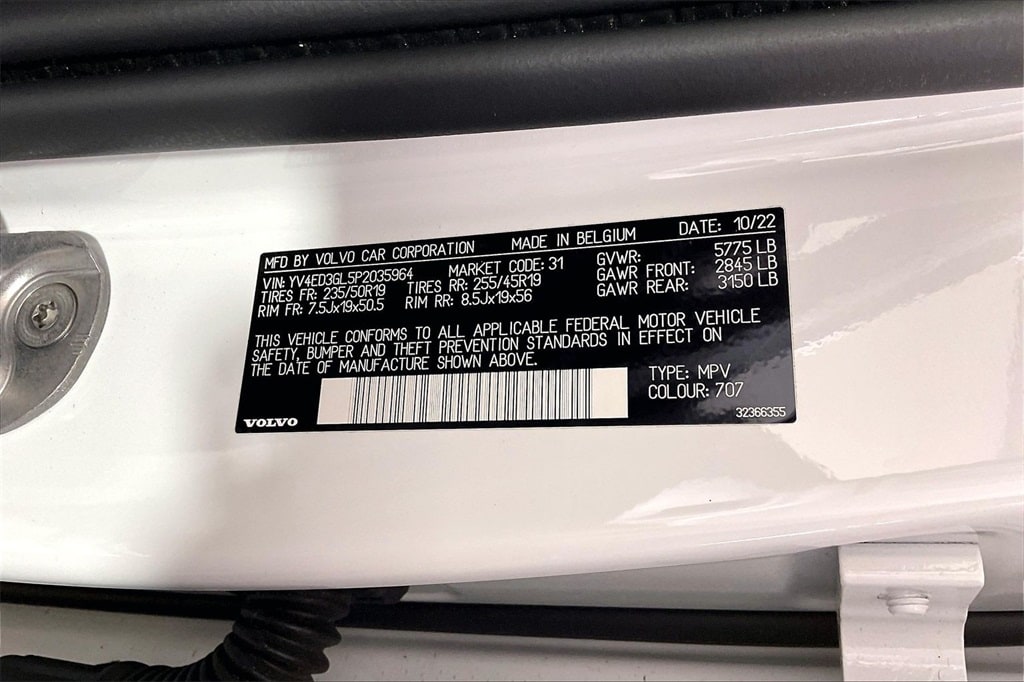 MFD BY VOLVO CAR CORPORATION MADE IN BELGIUM DATE: 10/22
VIN: YV4ED3GL5P2035964 MARKET CODE: 31 GVWR: 5775 LB
TIRES FR: 235/50R19 TIRES RR: 255/45R19 GAWR FRONT: 2845 LB
RIM FR: 7.5Jx19x50.5 RIM RR: 8.5Jx19x56 GAWR REAR: 3150 LB
THIS VEHICLE CONFORMS TO ALL APPLICABLE FEDERAL MOTOR VEHICLE
SAFETY, BUMPER AND THEFT PREVENTION STANDARDS IN EFFECT ON
THE DATE OF MANUFACTURE SHOWN ABOVE.
TYPE: MPV
COLOUR: 707
VOLVO 32366355